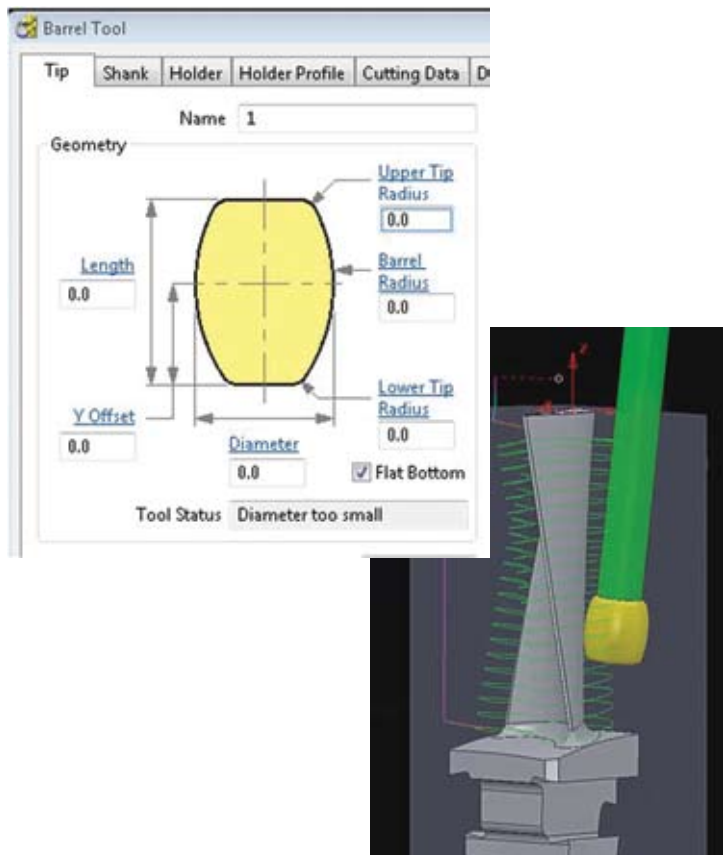 Barrel Tool
Tip Shank Holder Holder Profile Cutting Data
Name 1
Geometry
Upper Tip
Radius
0.0
Length
0.0
Barrel
Radius
0.0
Y Offset
0.0
Lower Tip
Radius
0.0
Diameter
0.0
Flat Bottom
Tool Status Diameter too small
z